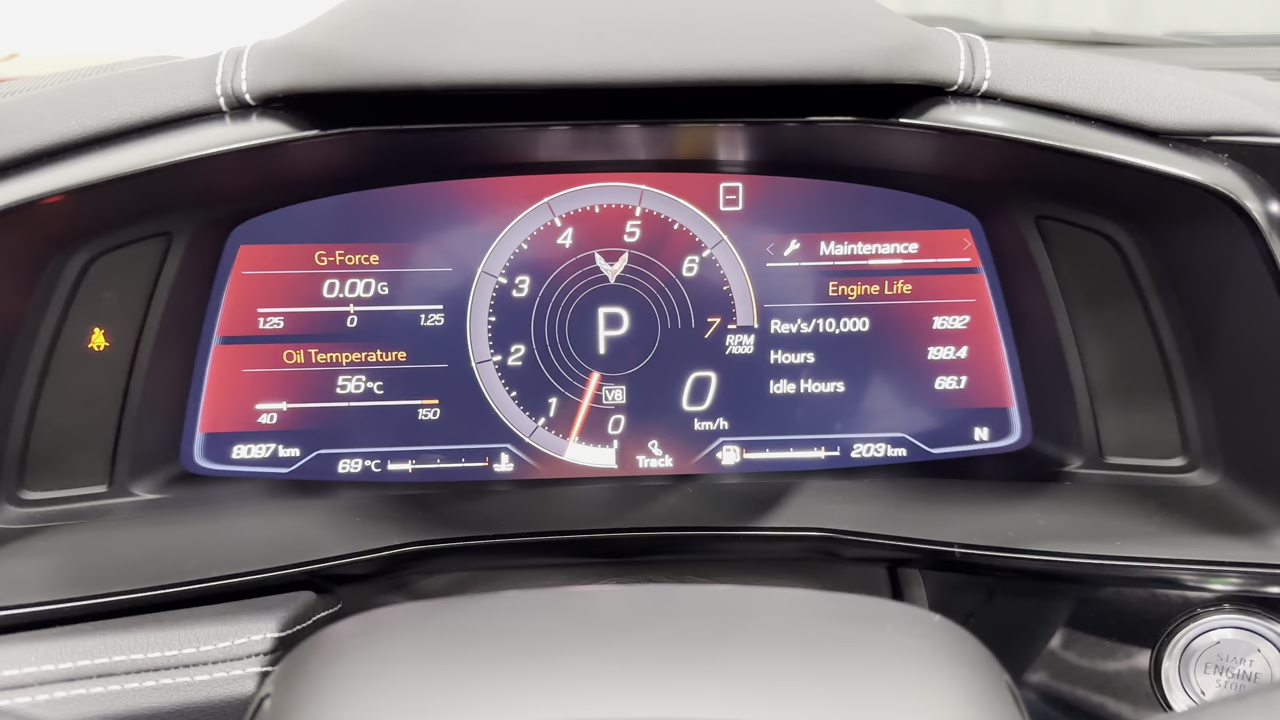 G-Force
0.00G
1.25 0 1.25
Oil Temperature
56°C
40 150
8097 km
69°C
0
1
2
3
4
5
6
7
RPM
/1000
P
V8
0
km/h
Track
Maintenance
Engine Life
Rev's/10,000 1692
Hours 198.4
Idle Hours 66.1
N
203 km
START
ENGINE
STOP